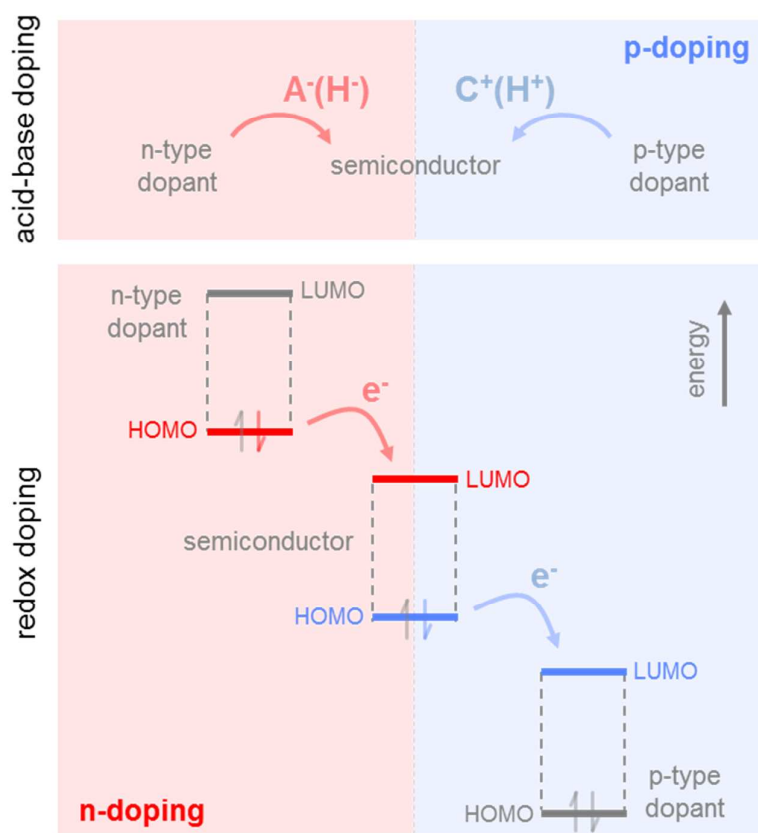 acid-base doping
p-doping
A⁻(H⁻)
C⁺(H⁺)
n-type
dopant
semiconductor
p-type
dopant
redox doping
n-type
dopant
LUMO
energy
HOMO
e⁻
LUMO
semiconductor
e⁻
HOMO
LUMO
p-type
dopant
HOMO
n-doping